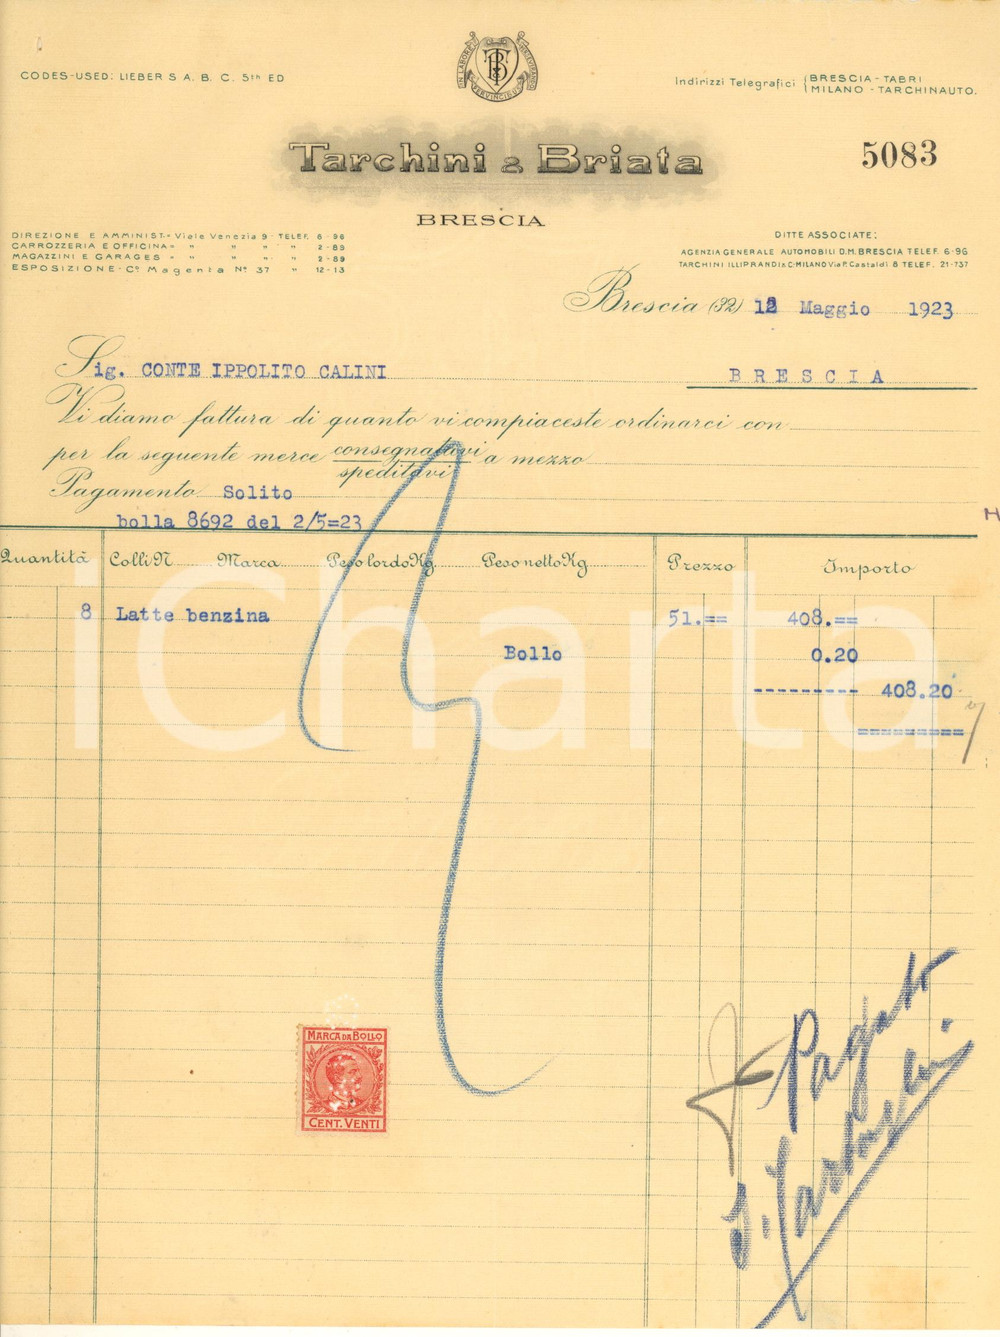 CODES-USED: LIEBER S A. B. C. 5th ED
IN LABORE
TBT
Indirizzi Telegrafici BRESCIA - TABRI
MILANO - TARCHINAUTO.
Tarchini & Briata
5083
BRESCIA
DIREZIONE E AMMINIST. = Viale Venezia 9 - TELEF. 6-96
CARROZZERIA E OFFICINA = " " " " 2-89
MAGAZZINI E GARAGES = " " " " 2-89
ESPOSIZIONE - Co Magenta No 37 " 12-13
DITTE ASSOCIATE:
AGENZIA GENERALE AUTOMOBILI O.M. BRESCIA TELEF. 6-96
TARCHINI ILLIPRANDI & C. - MILANO Via P. Castaldi 8 TELEF. 21-737
Brescia (32) 12 Maggio 1923
Sig. CONTE IPPOLITO CALINI
BRESCIA
Vi diamo fattura di quanto vi compiaceste ordinarci con
per la seguente merce consegnatavi a mezzo
speditavi
Pagamento Solito
bolla 8692 del 2/5=23
H
Quantità Colli N Marca Peso lordo Kg. Peso netto Kg Prezzo Importo
8 Latte benzina 51.== 408.==
Bollo 0.20
--------- 408.20
=========
iCharta
MARCA DA BOLLO
CENT. VENTI
Pagato